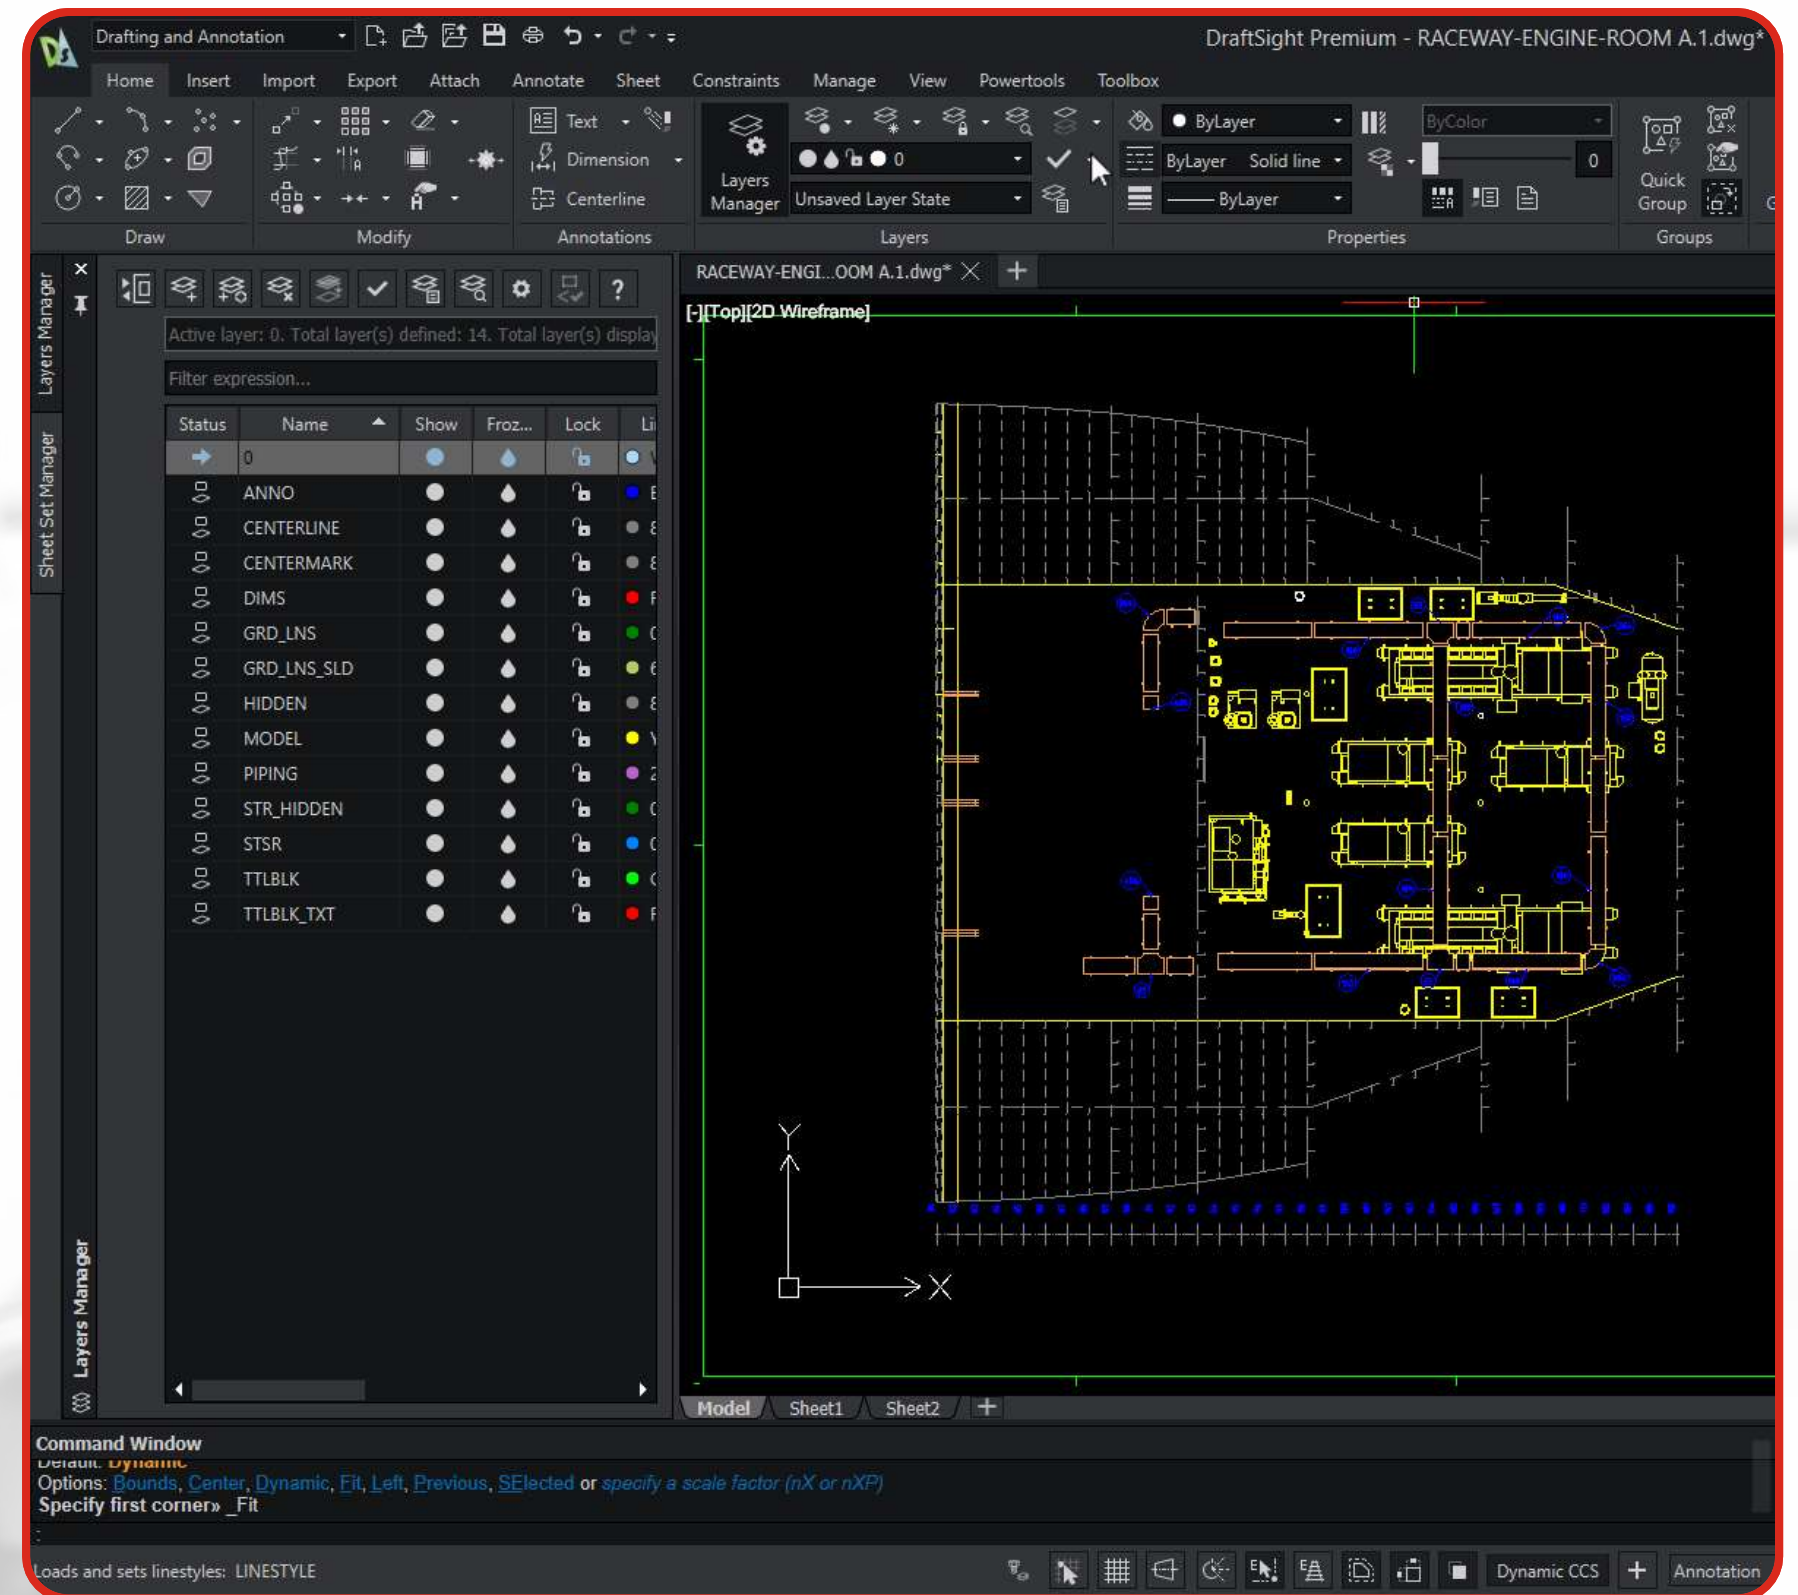 Drafting and Annotation
DraftSight Premium - RACEWAY-ENGINE-ROOM A.1.dwg*
Home Insert Import Export Attach Annotate Sheet Constraints Manage View Powertools Toolbox
Text
Dimension
Centerline
Layers Manager
0
Unsaved Layer State
ByLayer
ByLayer Solid line
ByLayer
ByColor
0
Quick Group
Draw Modify Annotations Layers Properties Groups
Layers Manager
Sheet Set Manager
Layers Manager
Active layer: 0. Total layer(s) defined: 14. Total layer(s) display
Filter expression...
Status Name Show Froz... Lock Li
0
ANNO
CENTERLINE
CENTERMARK
DIMS
GRD_LNS
GRD_LNS_SLD
HIDDEN
MODEL
PIPING
STR_HIDDEN
STSR
TTLBLK
TTLBLK_TXT
RACEWAY-ENGI...OOM A.1.dwg*
[-][Top][2D Wireframe]
Y
X
Model Sheet1 Sheet2
Command Window
Default: Dynamic
Options: Bounds, Center, Dynamic, Fit, Left, Previous, SElected or specify a scale factor (nX or nXP)
Specify first corner» _Fit
:
Loads and sets linestyles: LINESTYLE
Dynamic CCS
Annotation